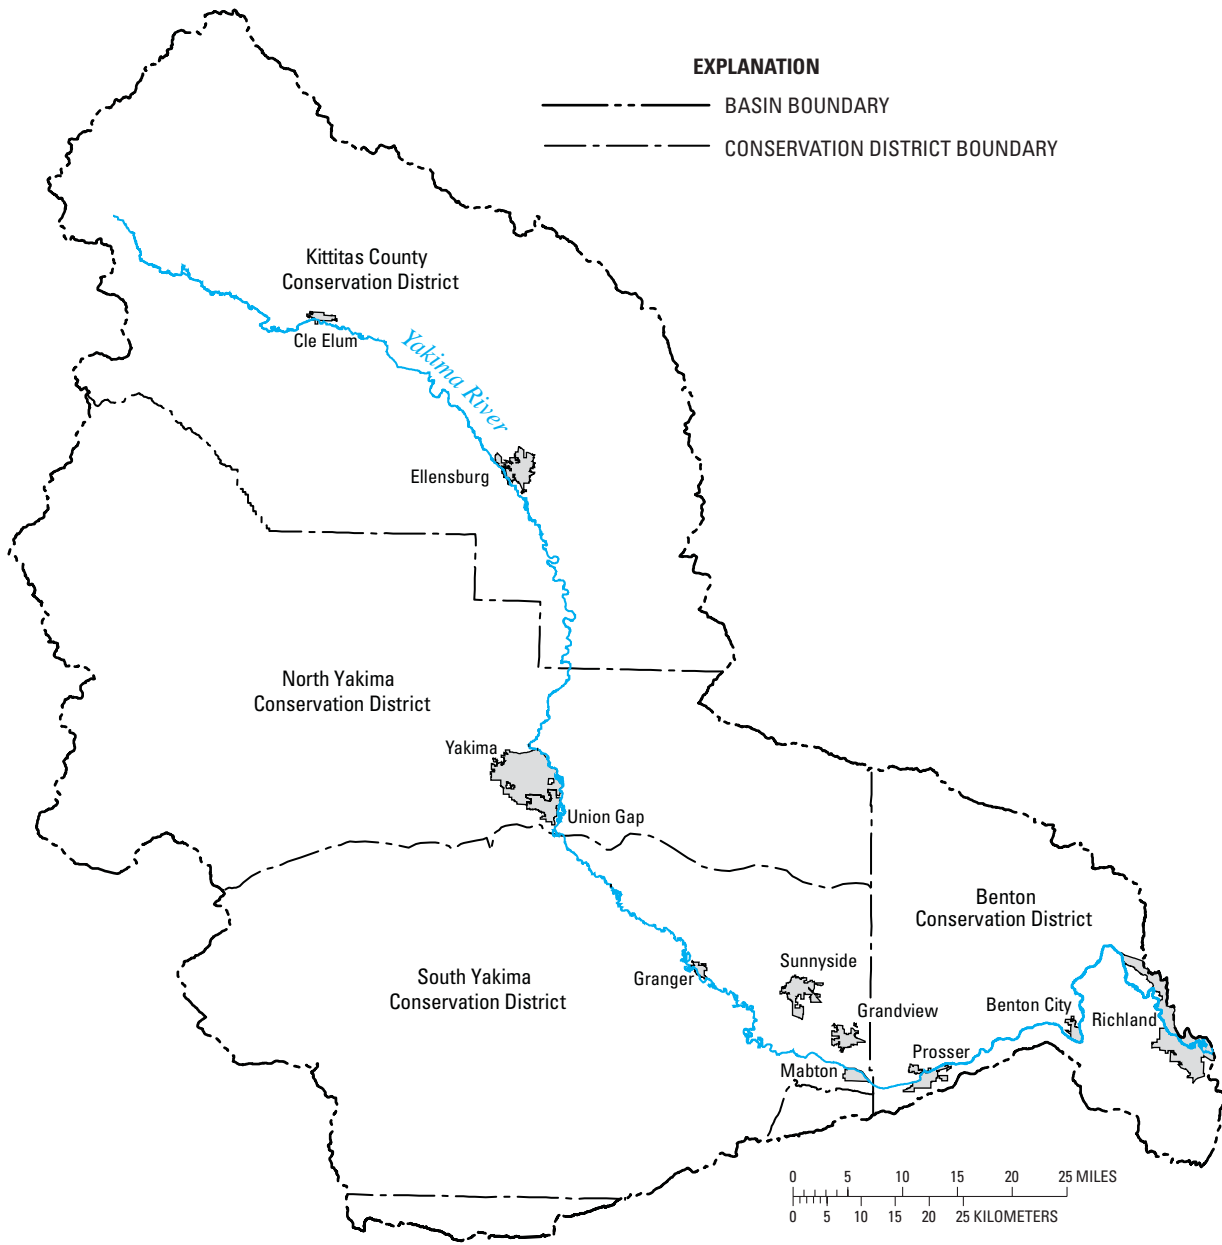 EXPLANATION
BASIN BOUNDARY
CONSERVATION DISTRICT BOUNDARY
Kittitas County
Conservation District
Cle Elum
Yakima River
Ellensburg
North Yakima
Conservation District
Yakima
Union Gap
Benton
Conservation District
Sunnyside
South Yakima
Conservation District
Granger
Grandview
Benton City
Richland
Prosser
Mabton
0 5 10 15 20 25 MILES
0 5 10 15 20 25 KILOMETERS